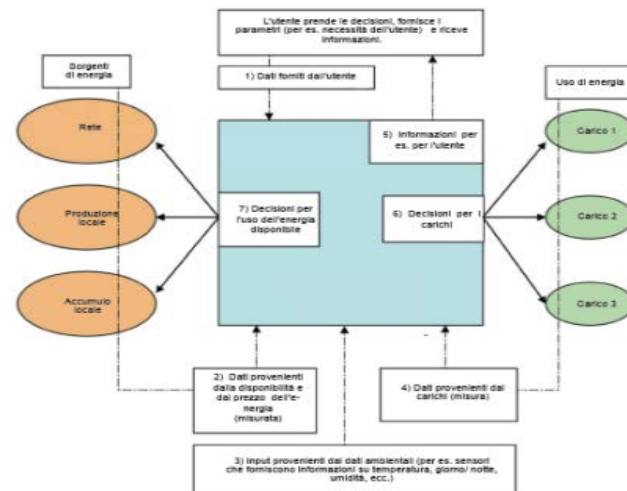 L'utente prende le decisioni, fornisce i
parametri (per es. necessità dell'utente) e riceve
informazioni.
Sorgenti
di energia
1) Dati forniti dall'utente
Uso di energia
Rete
5) Informazioni per
es. per l'utente
Carico 1
Produzione
locale
7) Decisioni per
l'uso dell'energia
disponibile
6) Decisioni per i
carichi
Carico 2
Accumulo
locale
Carico 3
2) Dati provenienti
dalla disponibilità e
dal prezzo dell'e-
nergia
(misurata)
4) Dati provenienti dai
carichi (misura)
3) Input provenienti dai dati ambientali (per es. sensori
che forniscono informazioni su temperatura, giorno/ notte,
umidità, ecc.)